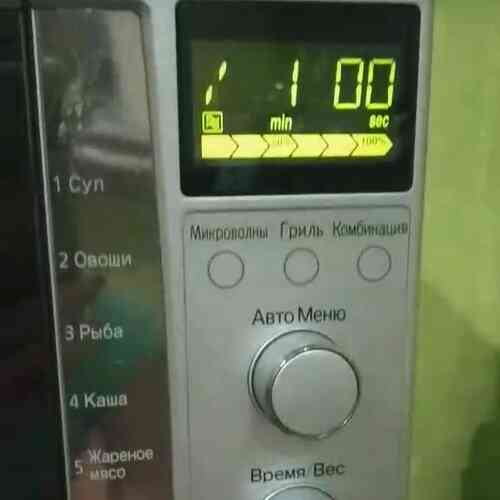 1 00
min sec
50% 100%
1 Суп
Микроволны Гриль Комбинация
2 Овощи
Авто Меню
3 Рыба
4 Каша
5 Жареное
мясо
Время/Вес